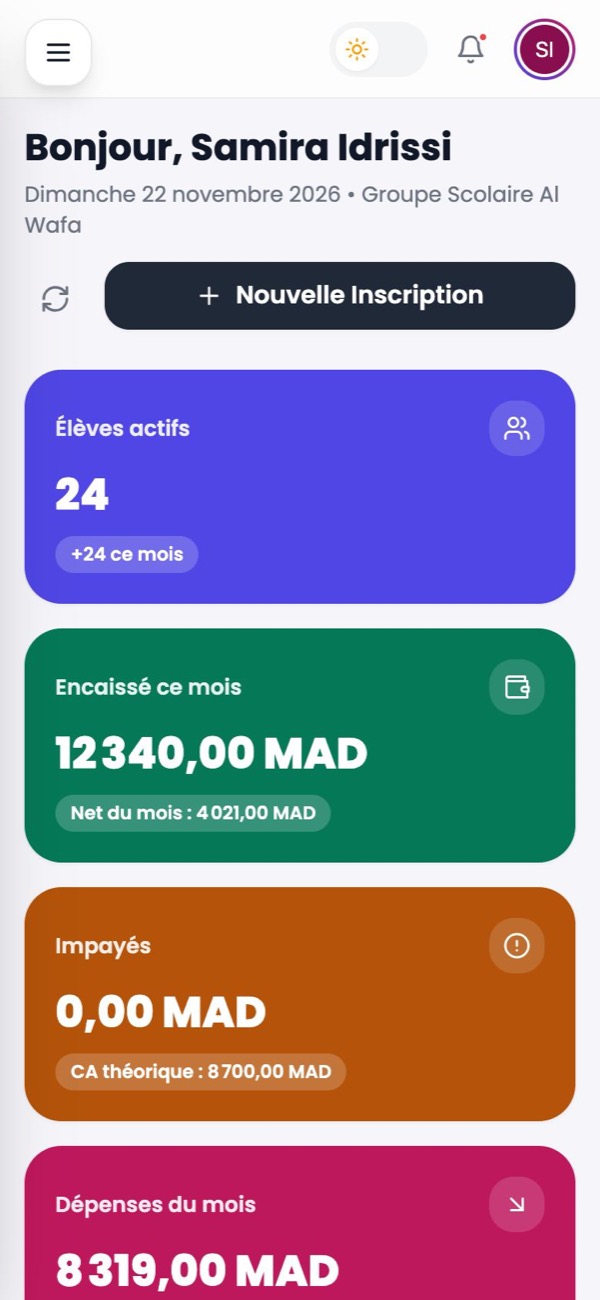 SI
Bonjour, Samira Idrissi
Dimanche 22 novembre 2026 • Groupe Scolaire Al
Wafa
+ Nouvelle Inscription
Élèves actifs
24
+24 ce mois
Encaissé ce mois
12 340,00 MAD
Net du mois : 4 021,00 MAD
Impayés
0,00 MAD
CA théorique : 8 700,00 MAD
Dépenses du mois
8 319,00 MAD